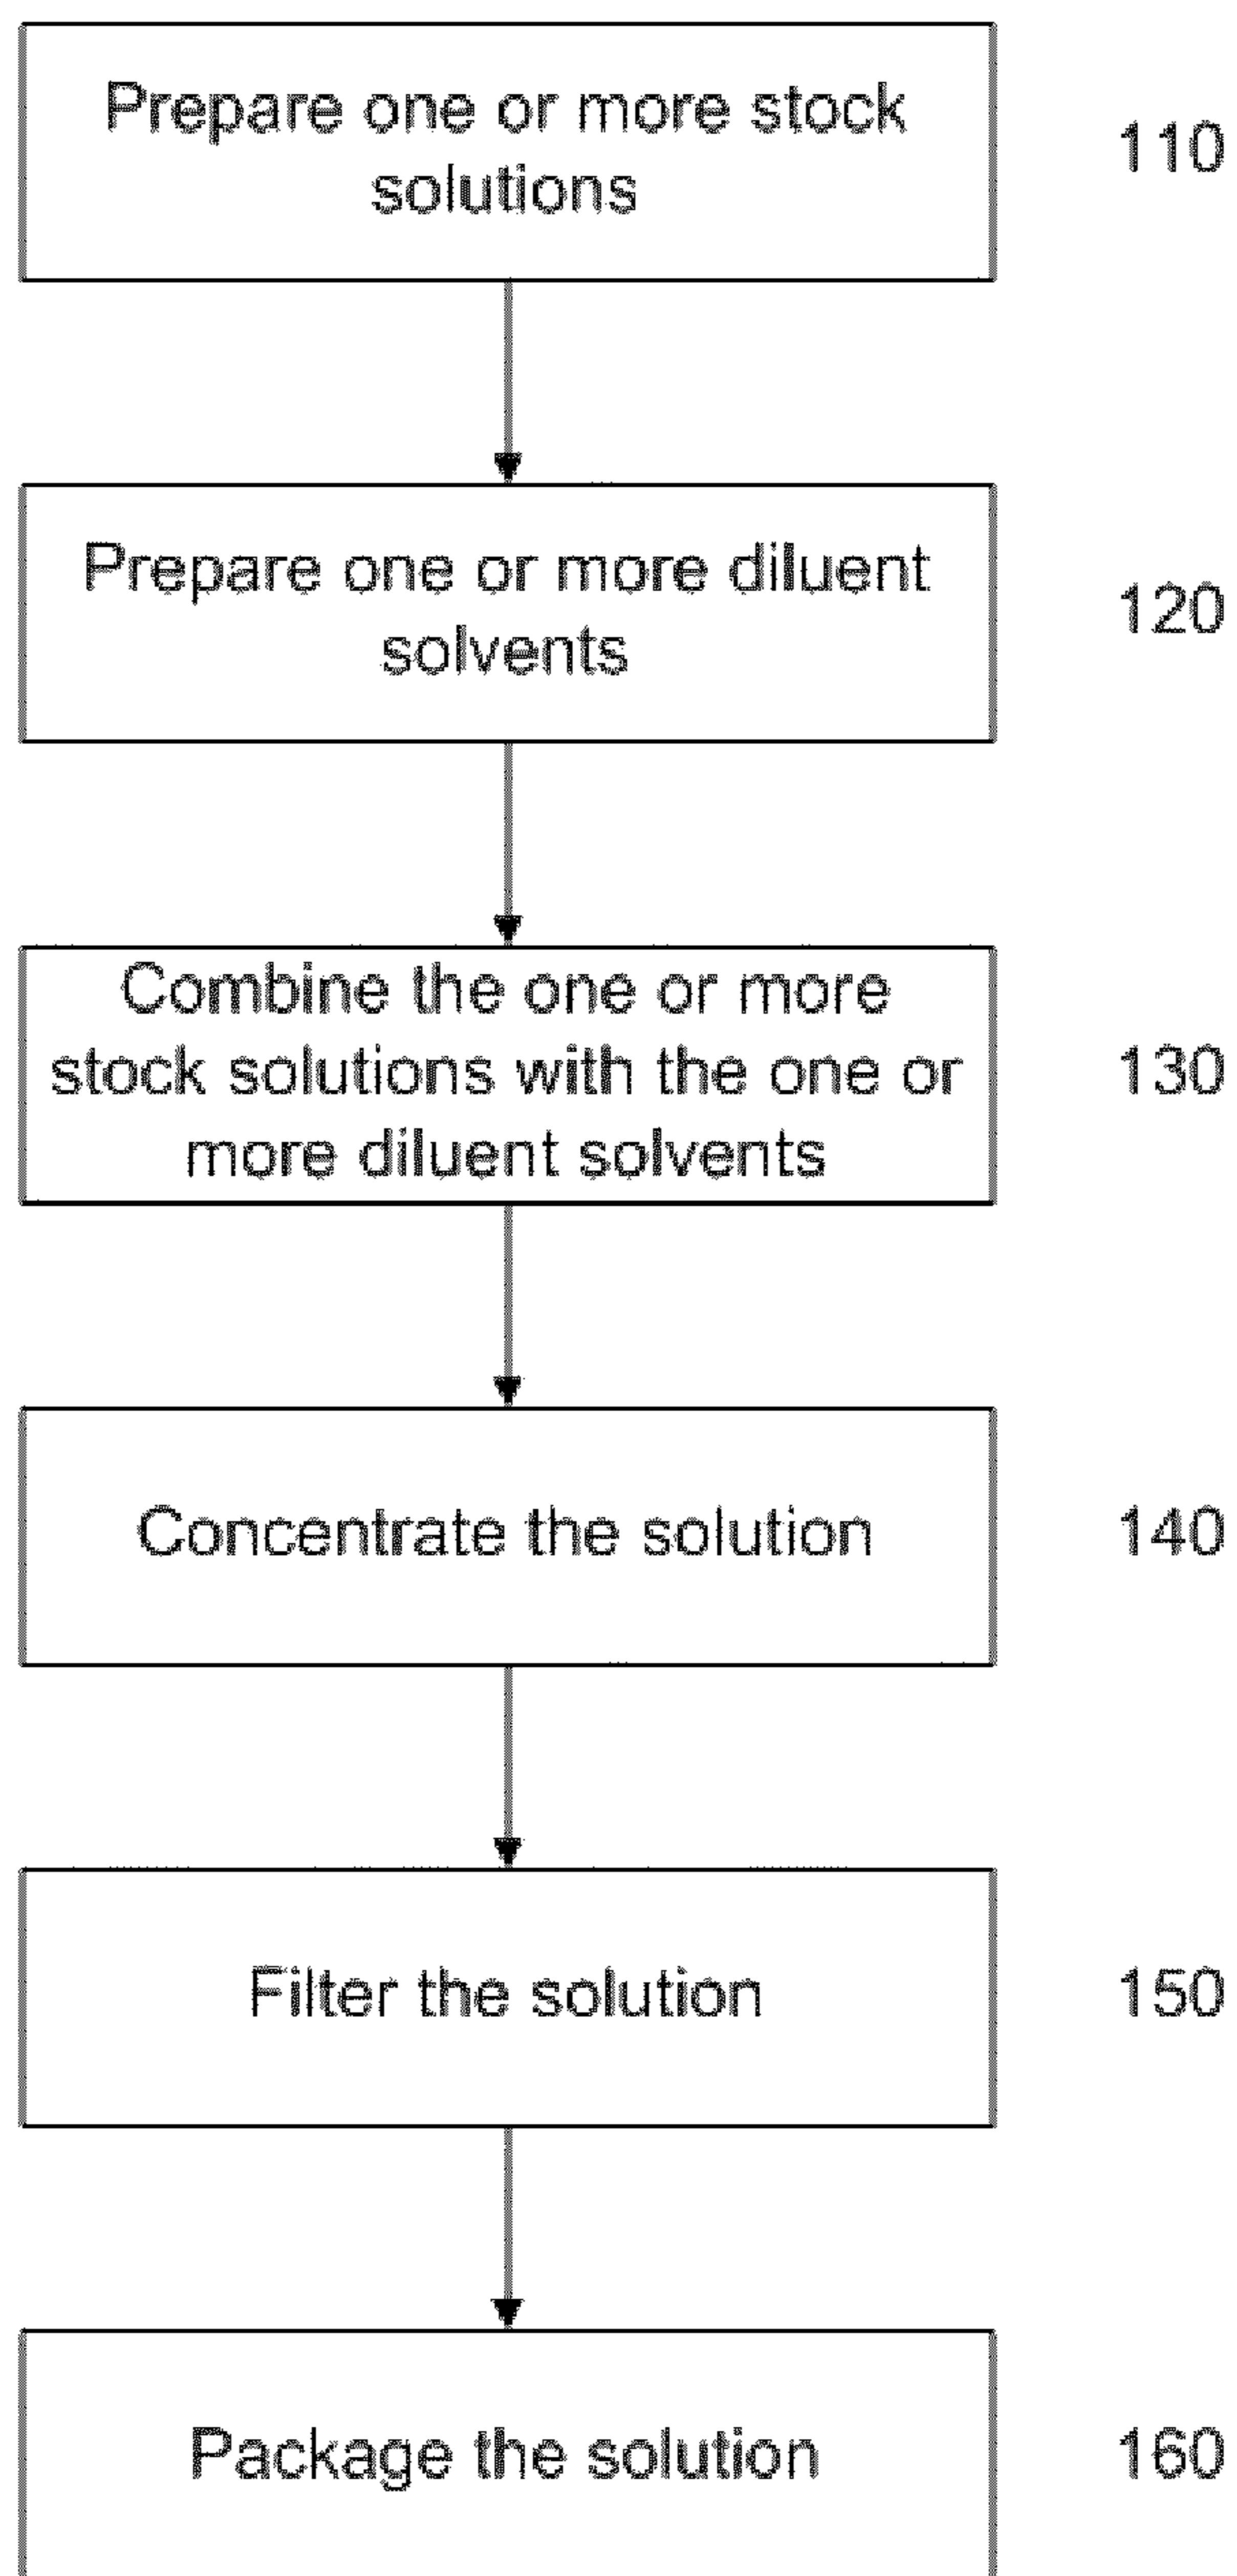 Prepare one or more stock
solutions
110
Prepare one or more diluent
solvents
120
Combine the one or more
stock solutions with the one or
more diluent solvents
130
Concentrate the solution
140
Filter the solution
150
Package the solution
160